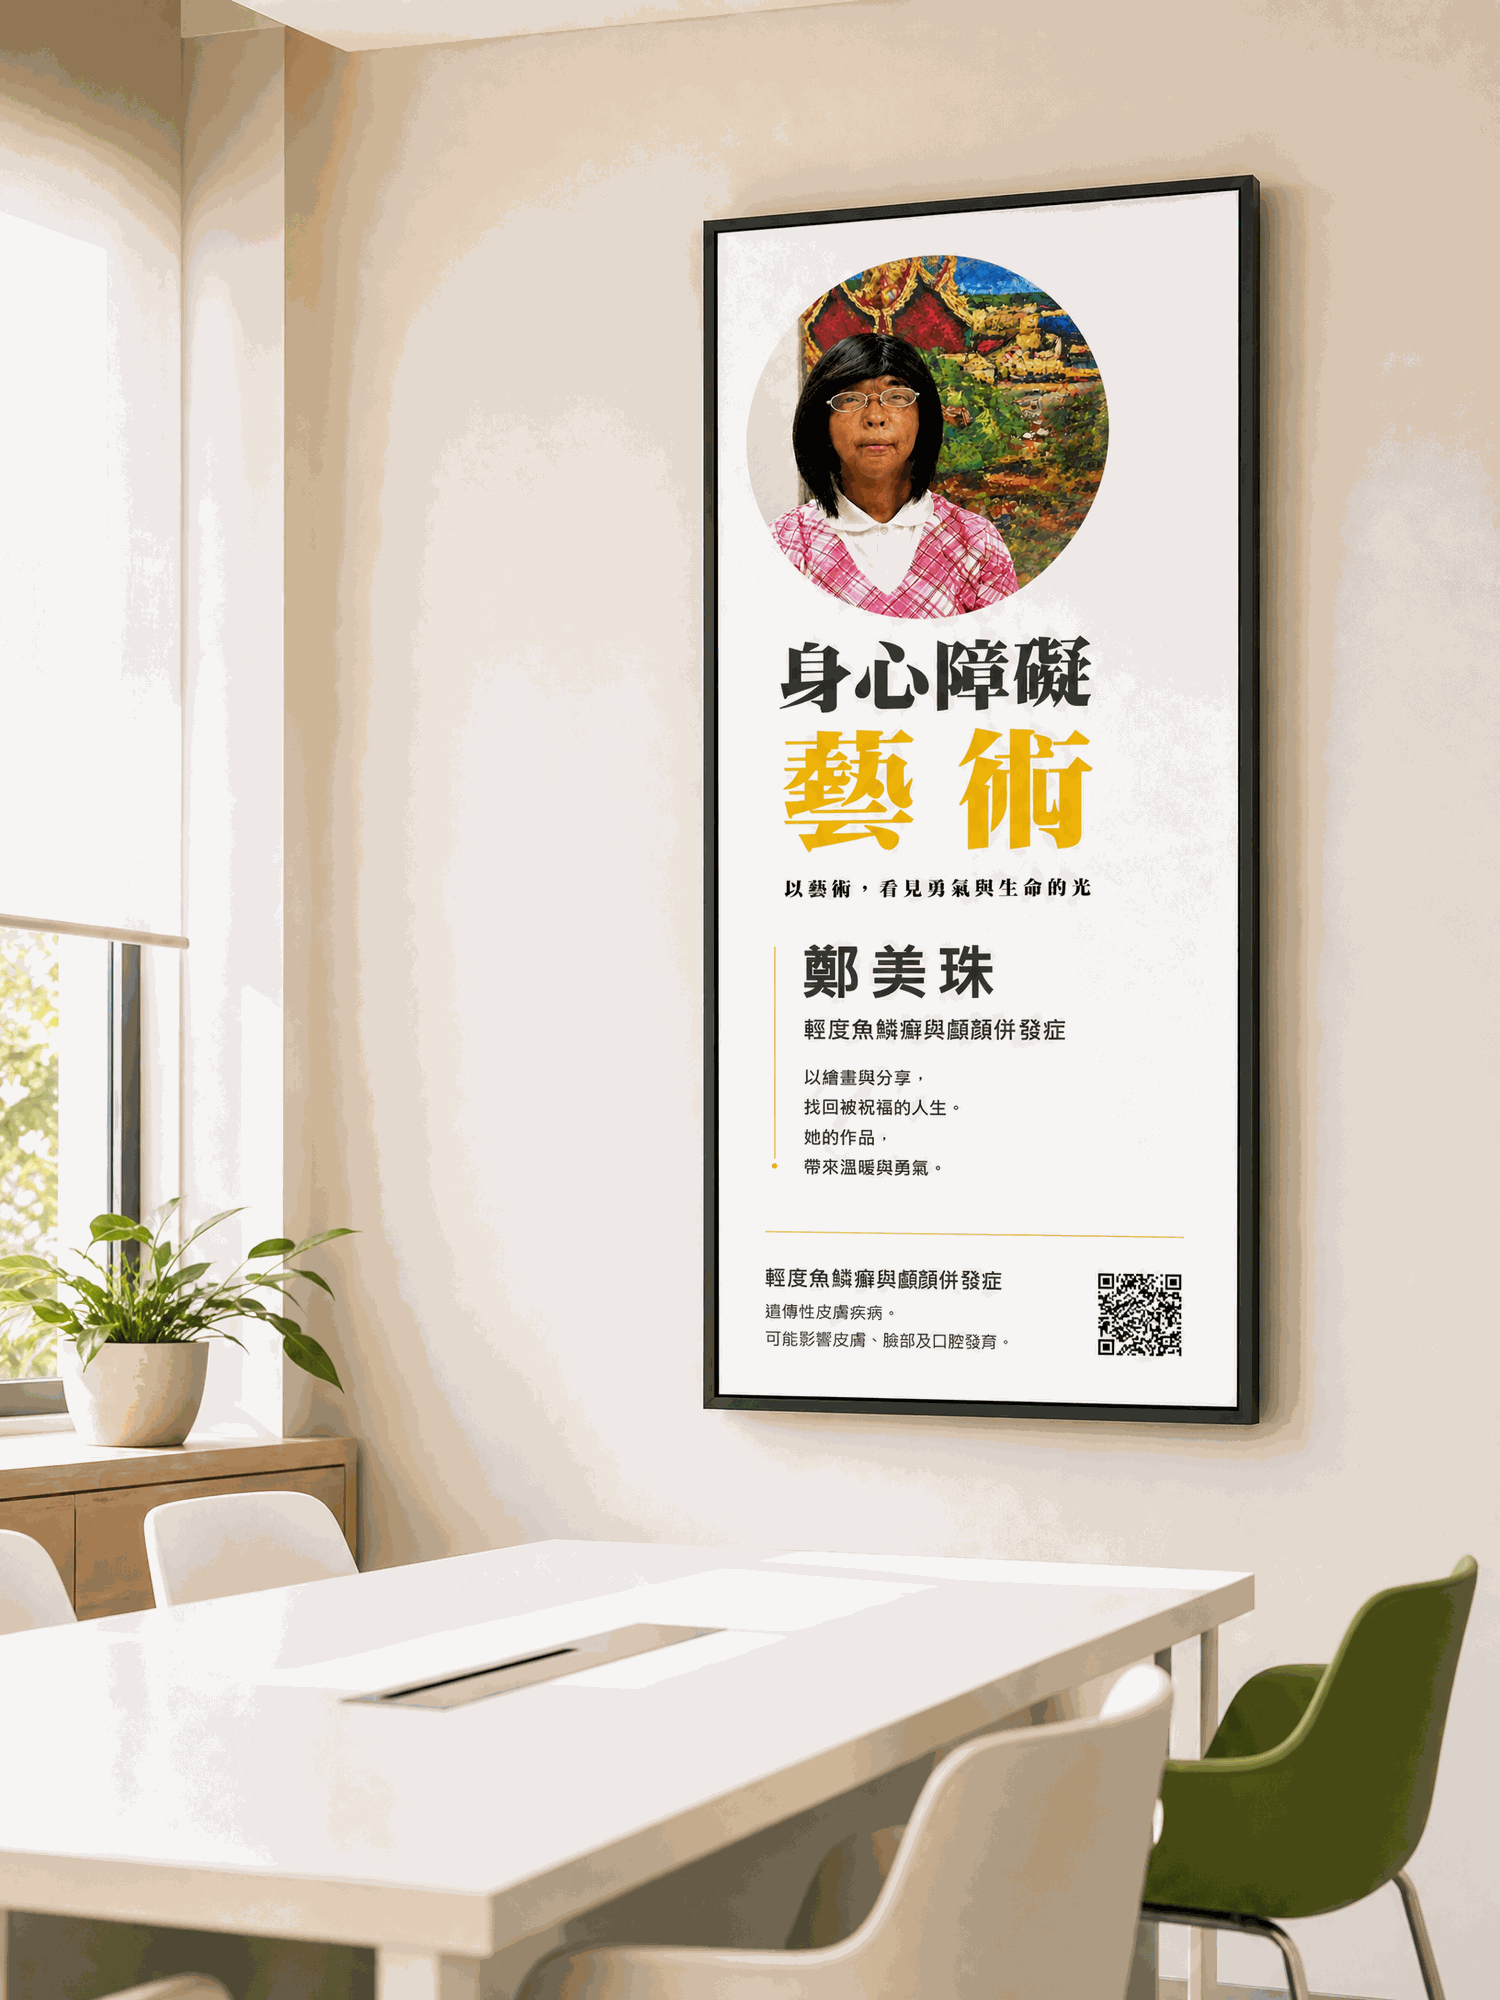 身心障礙
藝術
以藝術，看見勇氣與生命的光
鄭美珠
輕度魚鱗癬與顱顏併發症
以繪畫與分享，
找回被祝福的人生。
她的作品，
帶來溫暖與勇氣。
輕度魚鱗癬與顱顏併發症
遺傳性皮膚疾病。
可能影響皮膚、臉部及口腔發育。